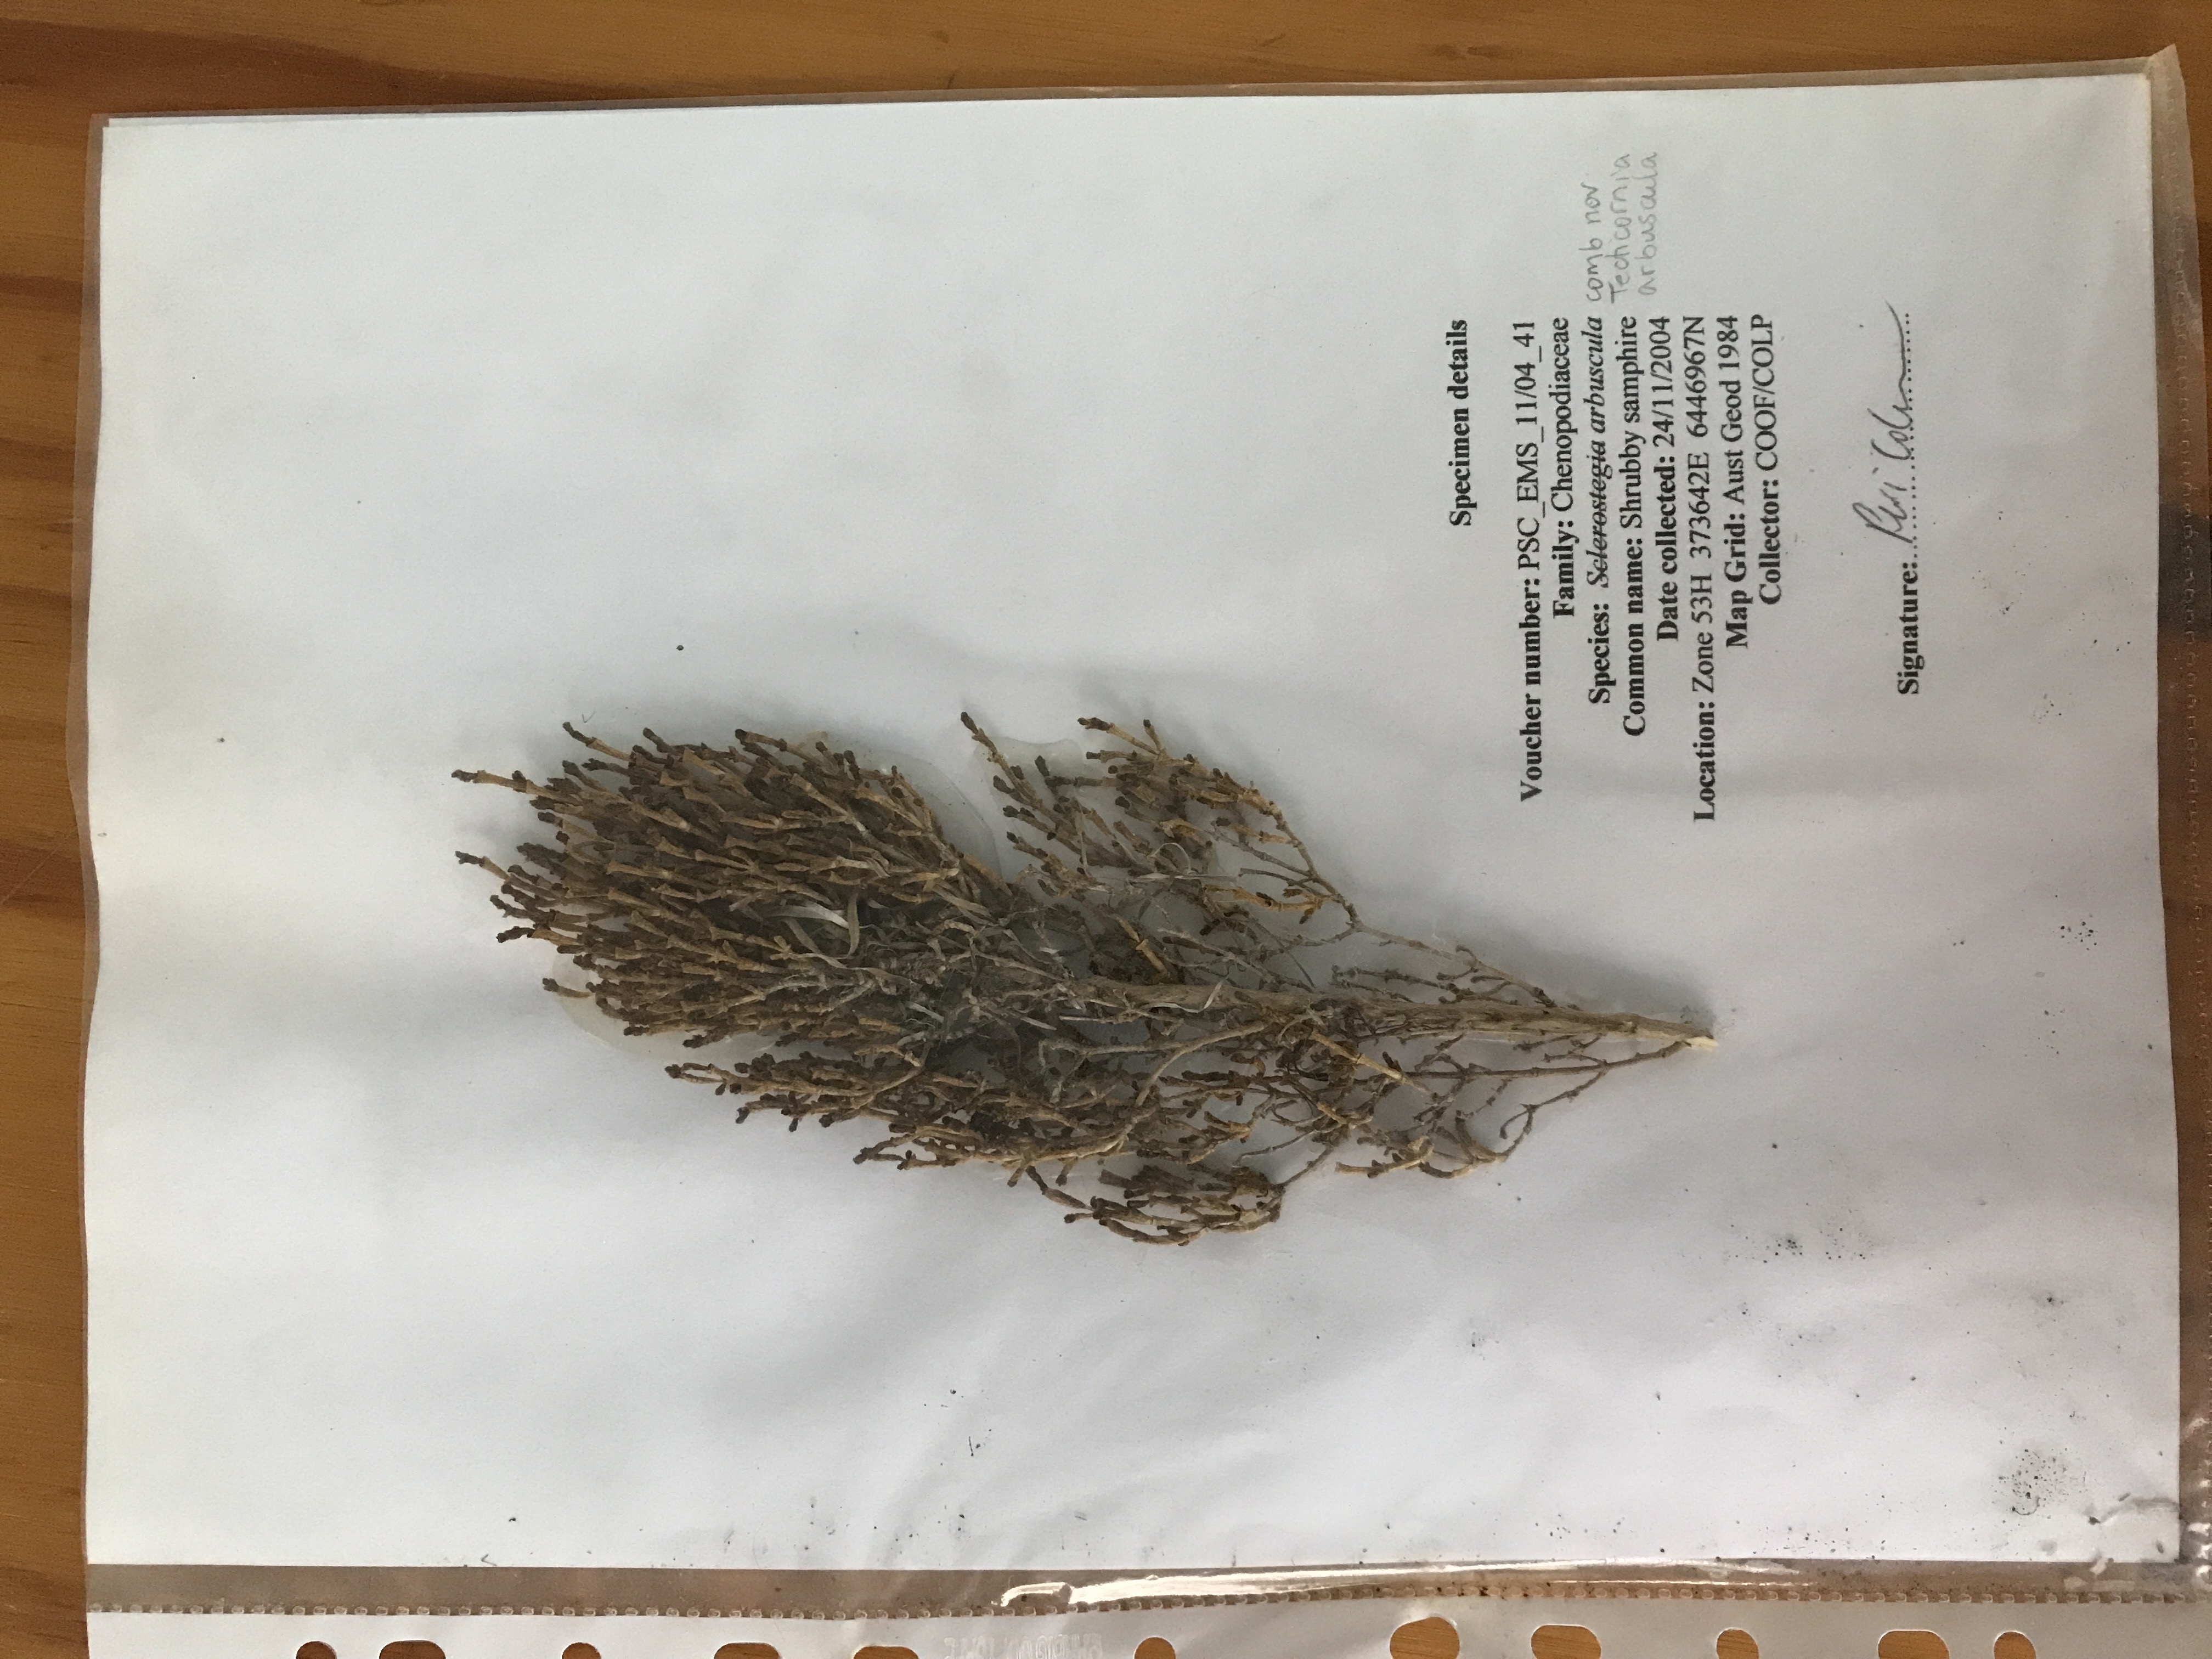 Specimen details
Voucher number: PSC_EMS_11/04_41
Family: Chenopodiaceae
Species: Sclerostegia arbuscula comb nov
Common name: Shrubby samphire Tecticornia
Date collected: 24/11/2004 arbuscula
Location: Zone 53H 373642E 6446967N
Map Grid: Aust Geod 1984
Collector: COOF/COLP
Signature: